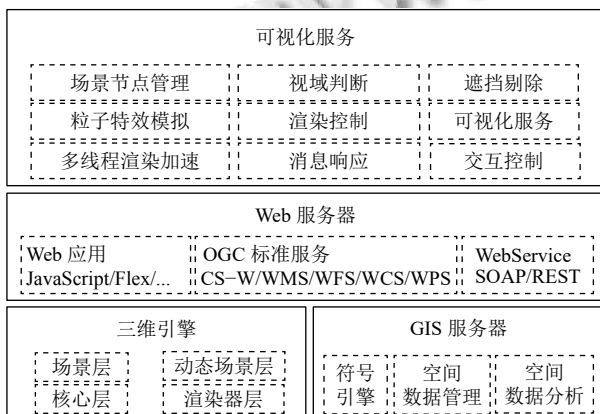 可视化服务
场景节点管理 视域判断 遮挡剔除
粒子特效模拟 渲染控制 可视化服务
多线程渲染加速 消息响应 交互控制
Web 服务器
Web 应用 OGC 标准服务 WebService
JavaScript/Flex/... CS−W/WMS/WFS/WCS/WPS SOAP/REST
三维引擎 GIS 服务器
场景层 动态场景层 符号 空间 空间
核心层 渲染器层 引擎 数据管理 数据分析